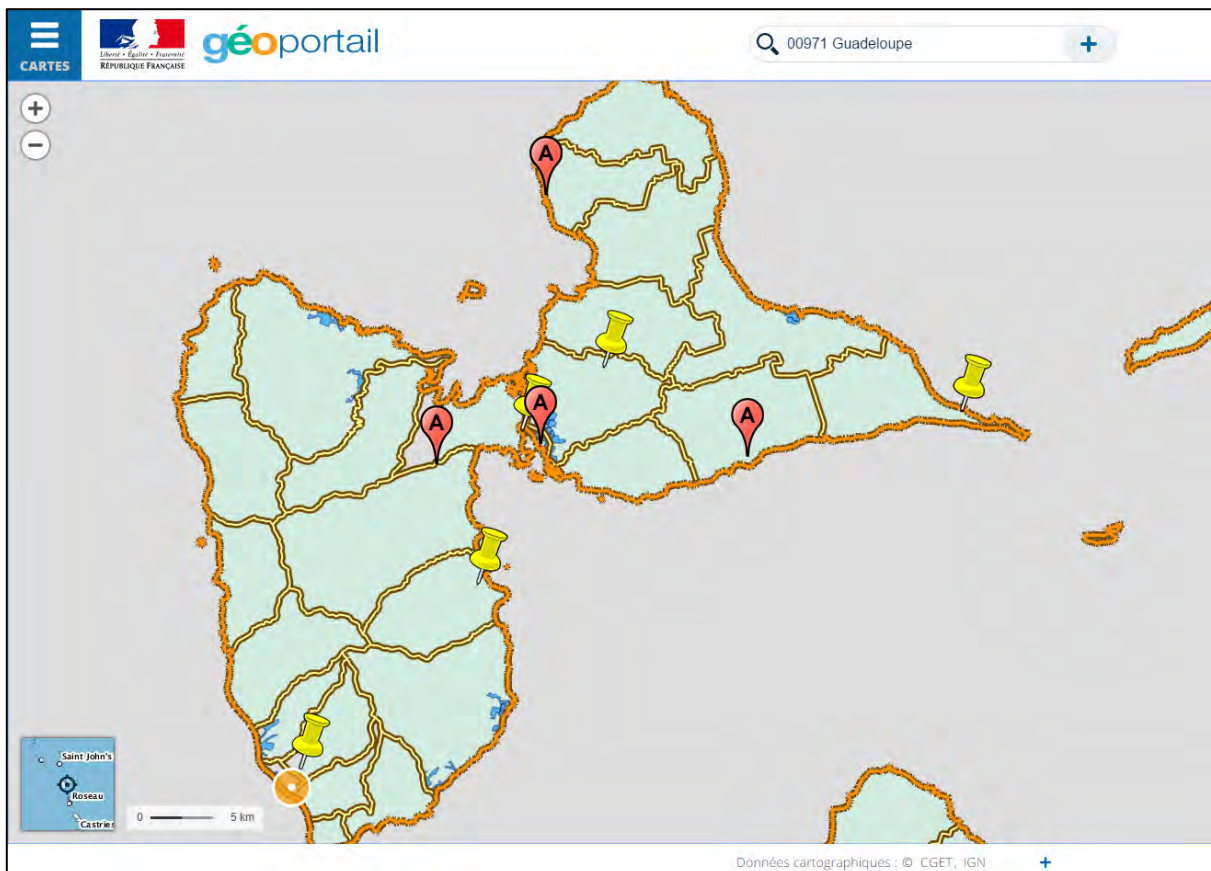 CARTES
Liberté • Égalité • Fraternité
RÉPUBLIQUE FRANÇAISE
géoportail
00971 Guadeloupe
+
+
−
A
A
A
A
Saint John's
Roseau
Castries
0 5 km
Données cartographiques : © CGET, IGN +